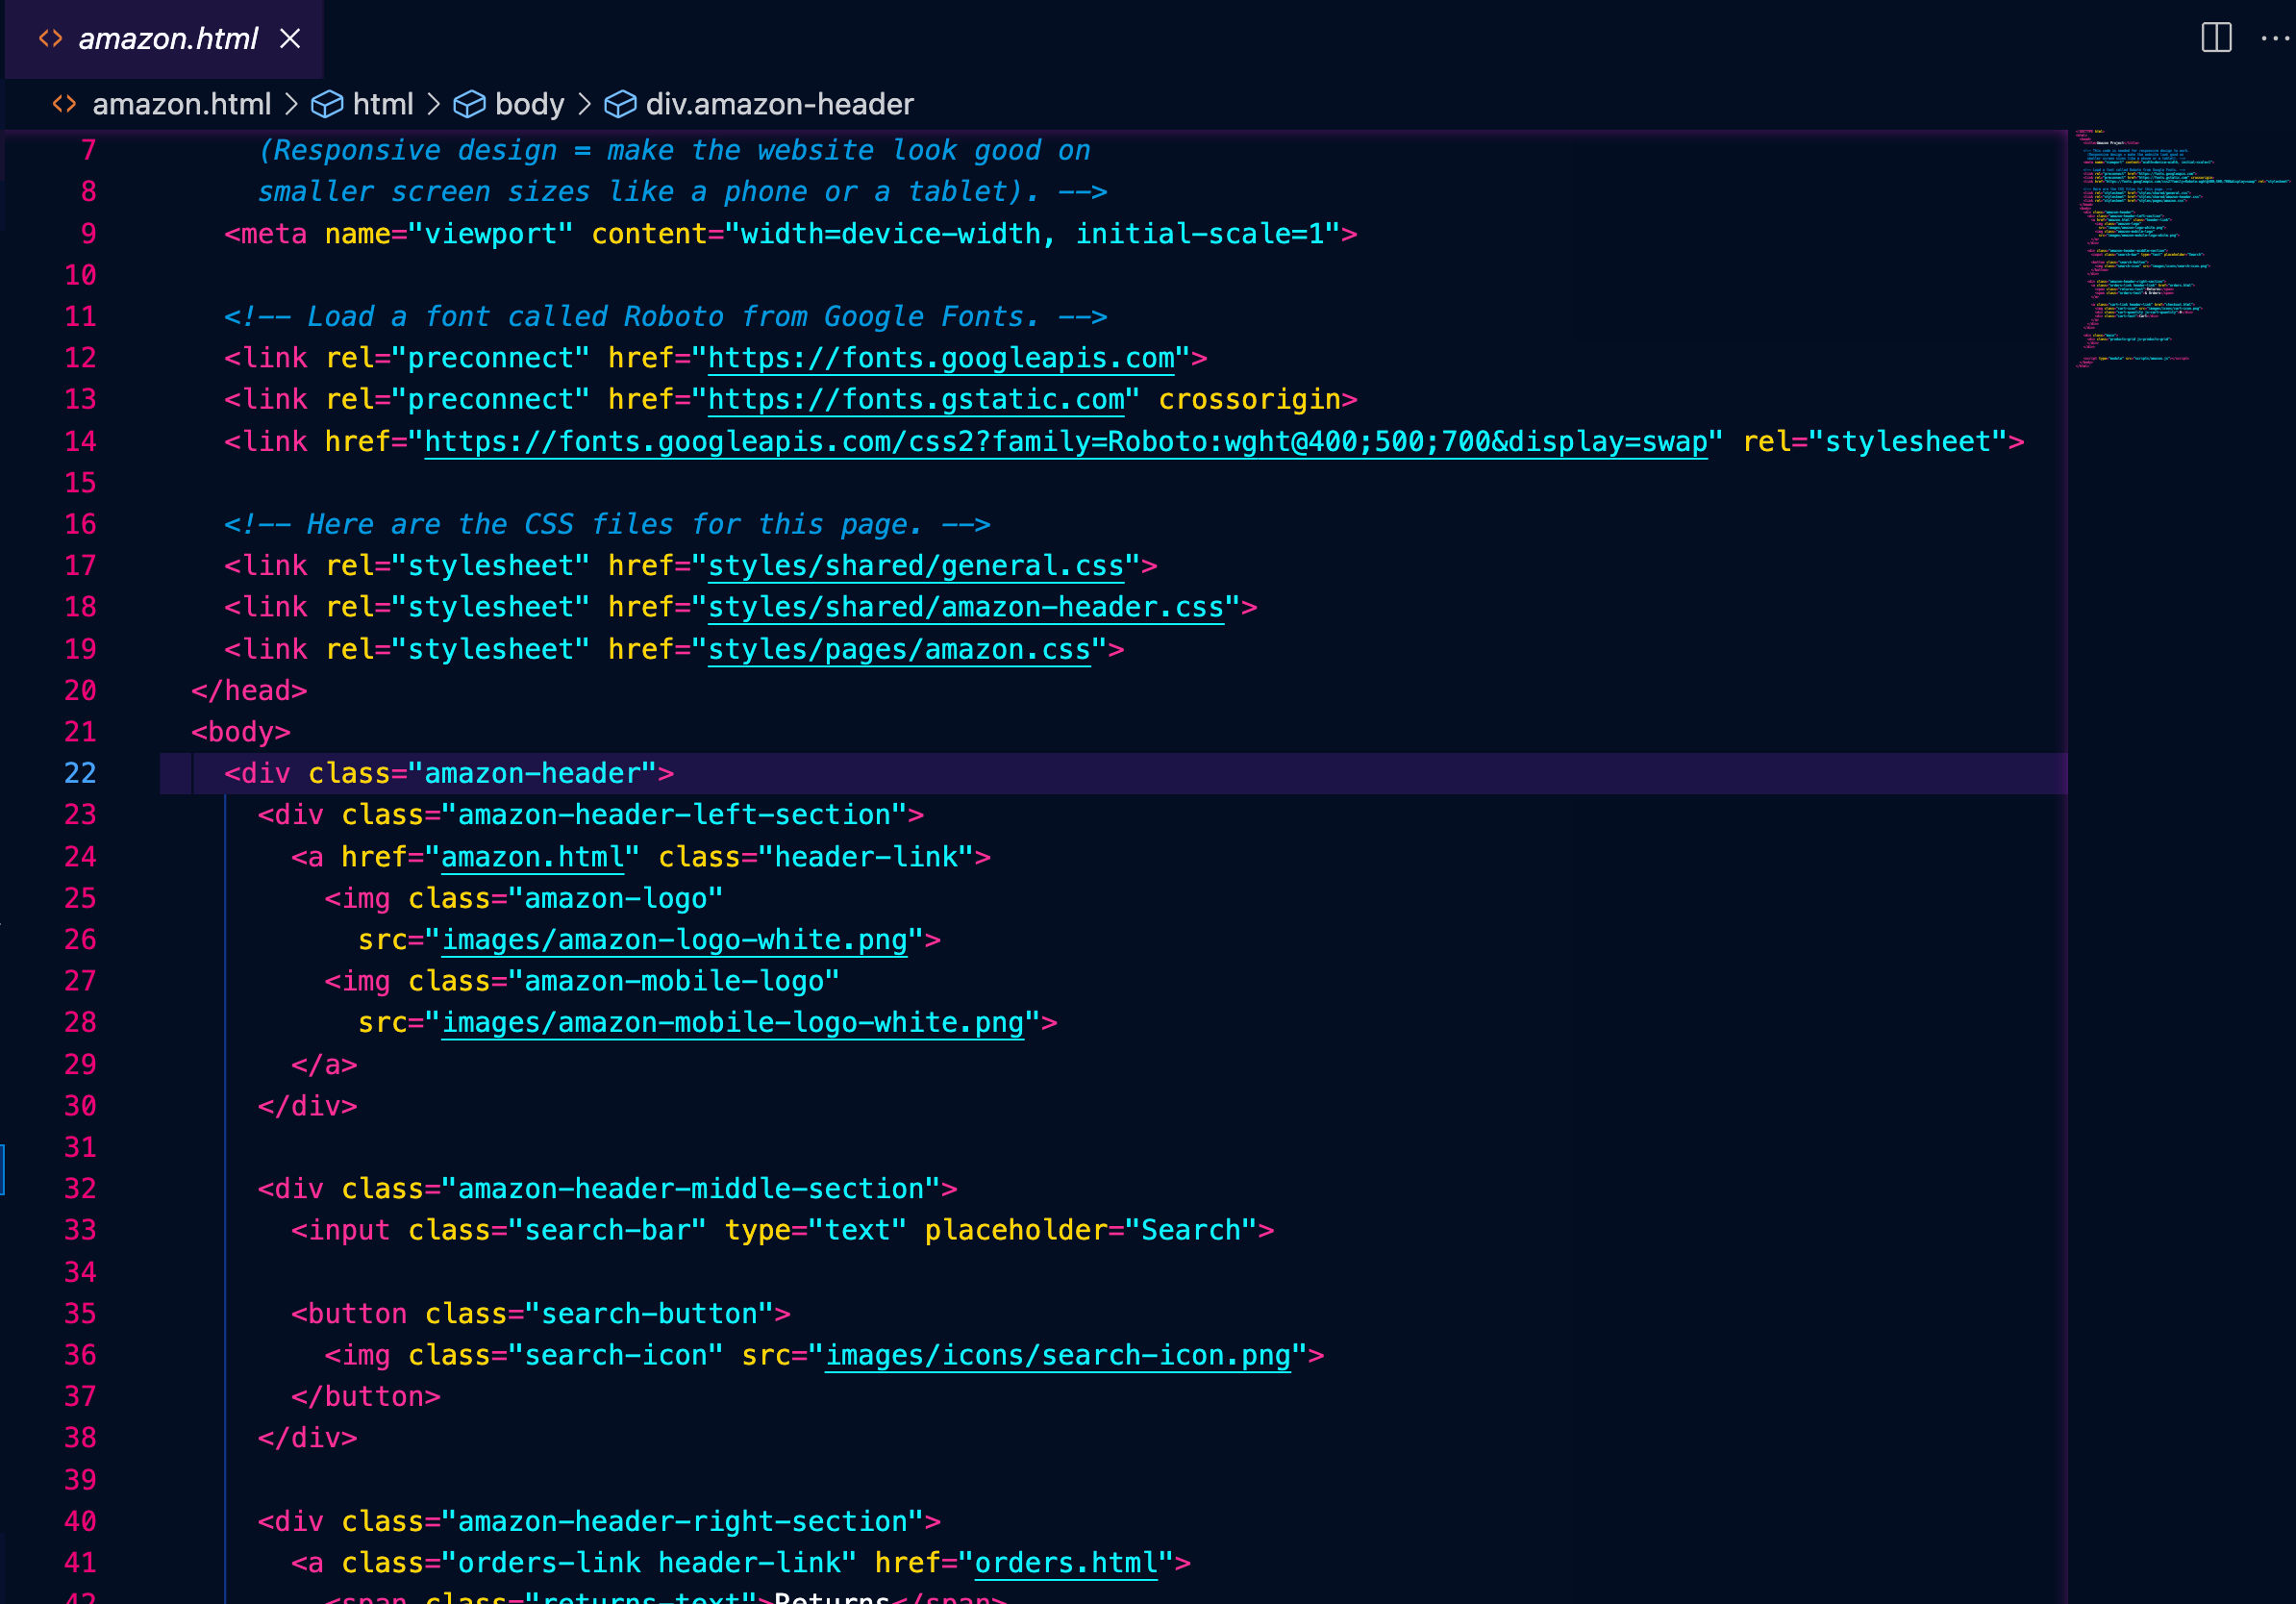 amazon.html
amazon.html > html > body > div.amazon-header
7 (Responsive design = make the website look good on
8 smaller screen sizes like a phone or a tablet). -->
9 <meta name="viewport" content="width=device-width, initial-scale=1">
10
11 <!-- Load a font called Roboto from Google Fonts. -->
12 <link rel="preconnect" href="https://fonts.googleapis.com">
13 <link rel="preconnect" href="https://fonts.gstatic.com" crossorigin>
14 <link href="https://fonts.googleapis.com/css2?family=Roboto:wght@400;500;700&display=swap" rel="stylesheet">
15
16 <!-- Here are the CSS files for this page. -->
17 <link rel="stylesheet" href="styles/shared/general.css">
18 <link rel="stylesheet" href="styles/shared/amazon-header.css">
19 <link rel="stylesheet" href="styles/pages/amazon.css">
20 </head>
21 <body>
22 <div class="amazon-header">
23 <div class="amazon-header-left-section">
24 <a href="amazon.html" class="header-link">
25 <img class="amazon-logo"
26 src="images/amazon-logo-white.png">
27 <img class="amazon-mobile-logo"
28 src="images/amazon-mobile-logo-white.png">
29 </a>
30 </div>
31
32 <div class="amazon-header-middle-section">
33 <input class="search-bar" type="text" placeholder="Search">
34
35 <button class="search-button">
36 <img class="search-icon" src="images/icons/search-icon.png">
37 </button>
38 </div>
39
40 <div class="amazon-header-right-section">
41 <a class="orders-link header-link" href="orders.html">
42 <span class="returns-text">Returns</span>